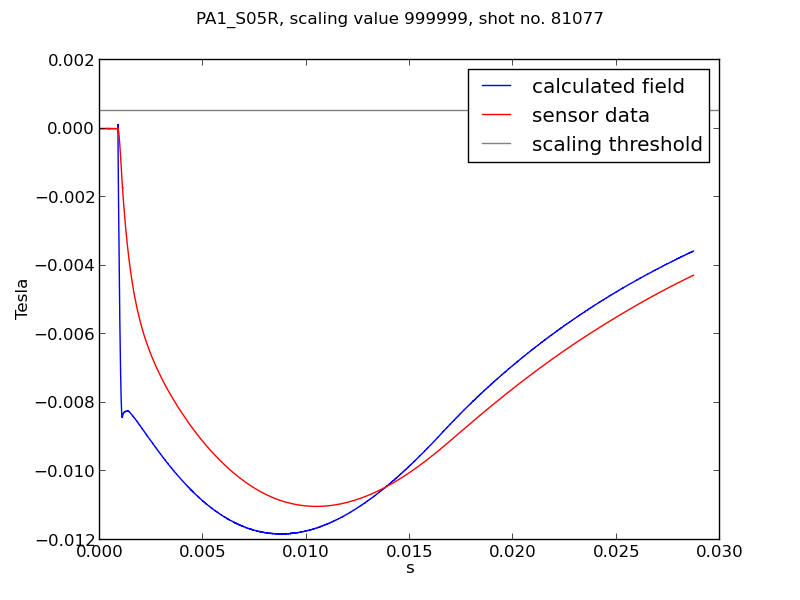 PA1_S05R, scaling value 999999, shot no. 81077
0.002
0.000
−0.002
−0.004
−0.006
−0.008
−0.010
−0.012
Tesla
calculated field
sensor data
scaling threshold
0.000 0.005 0.010 0.015 0.020 0.025 0.030
s